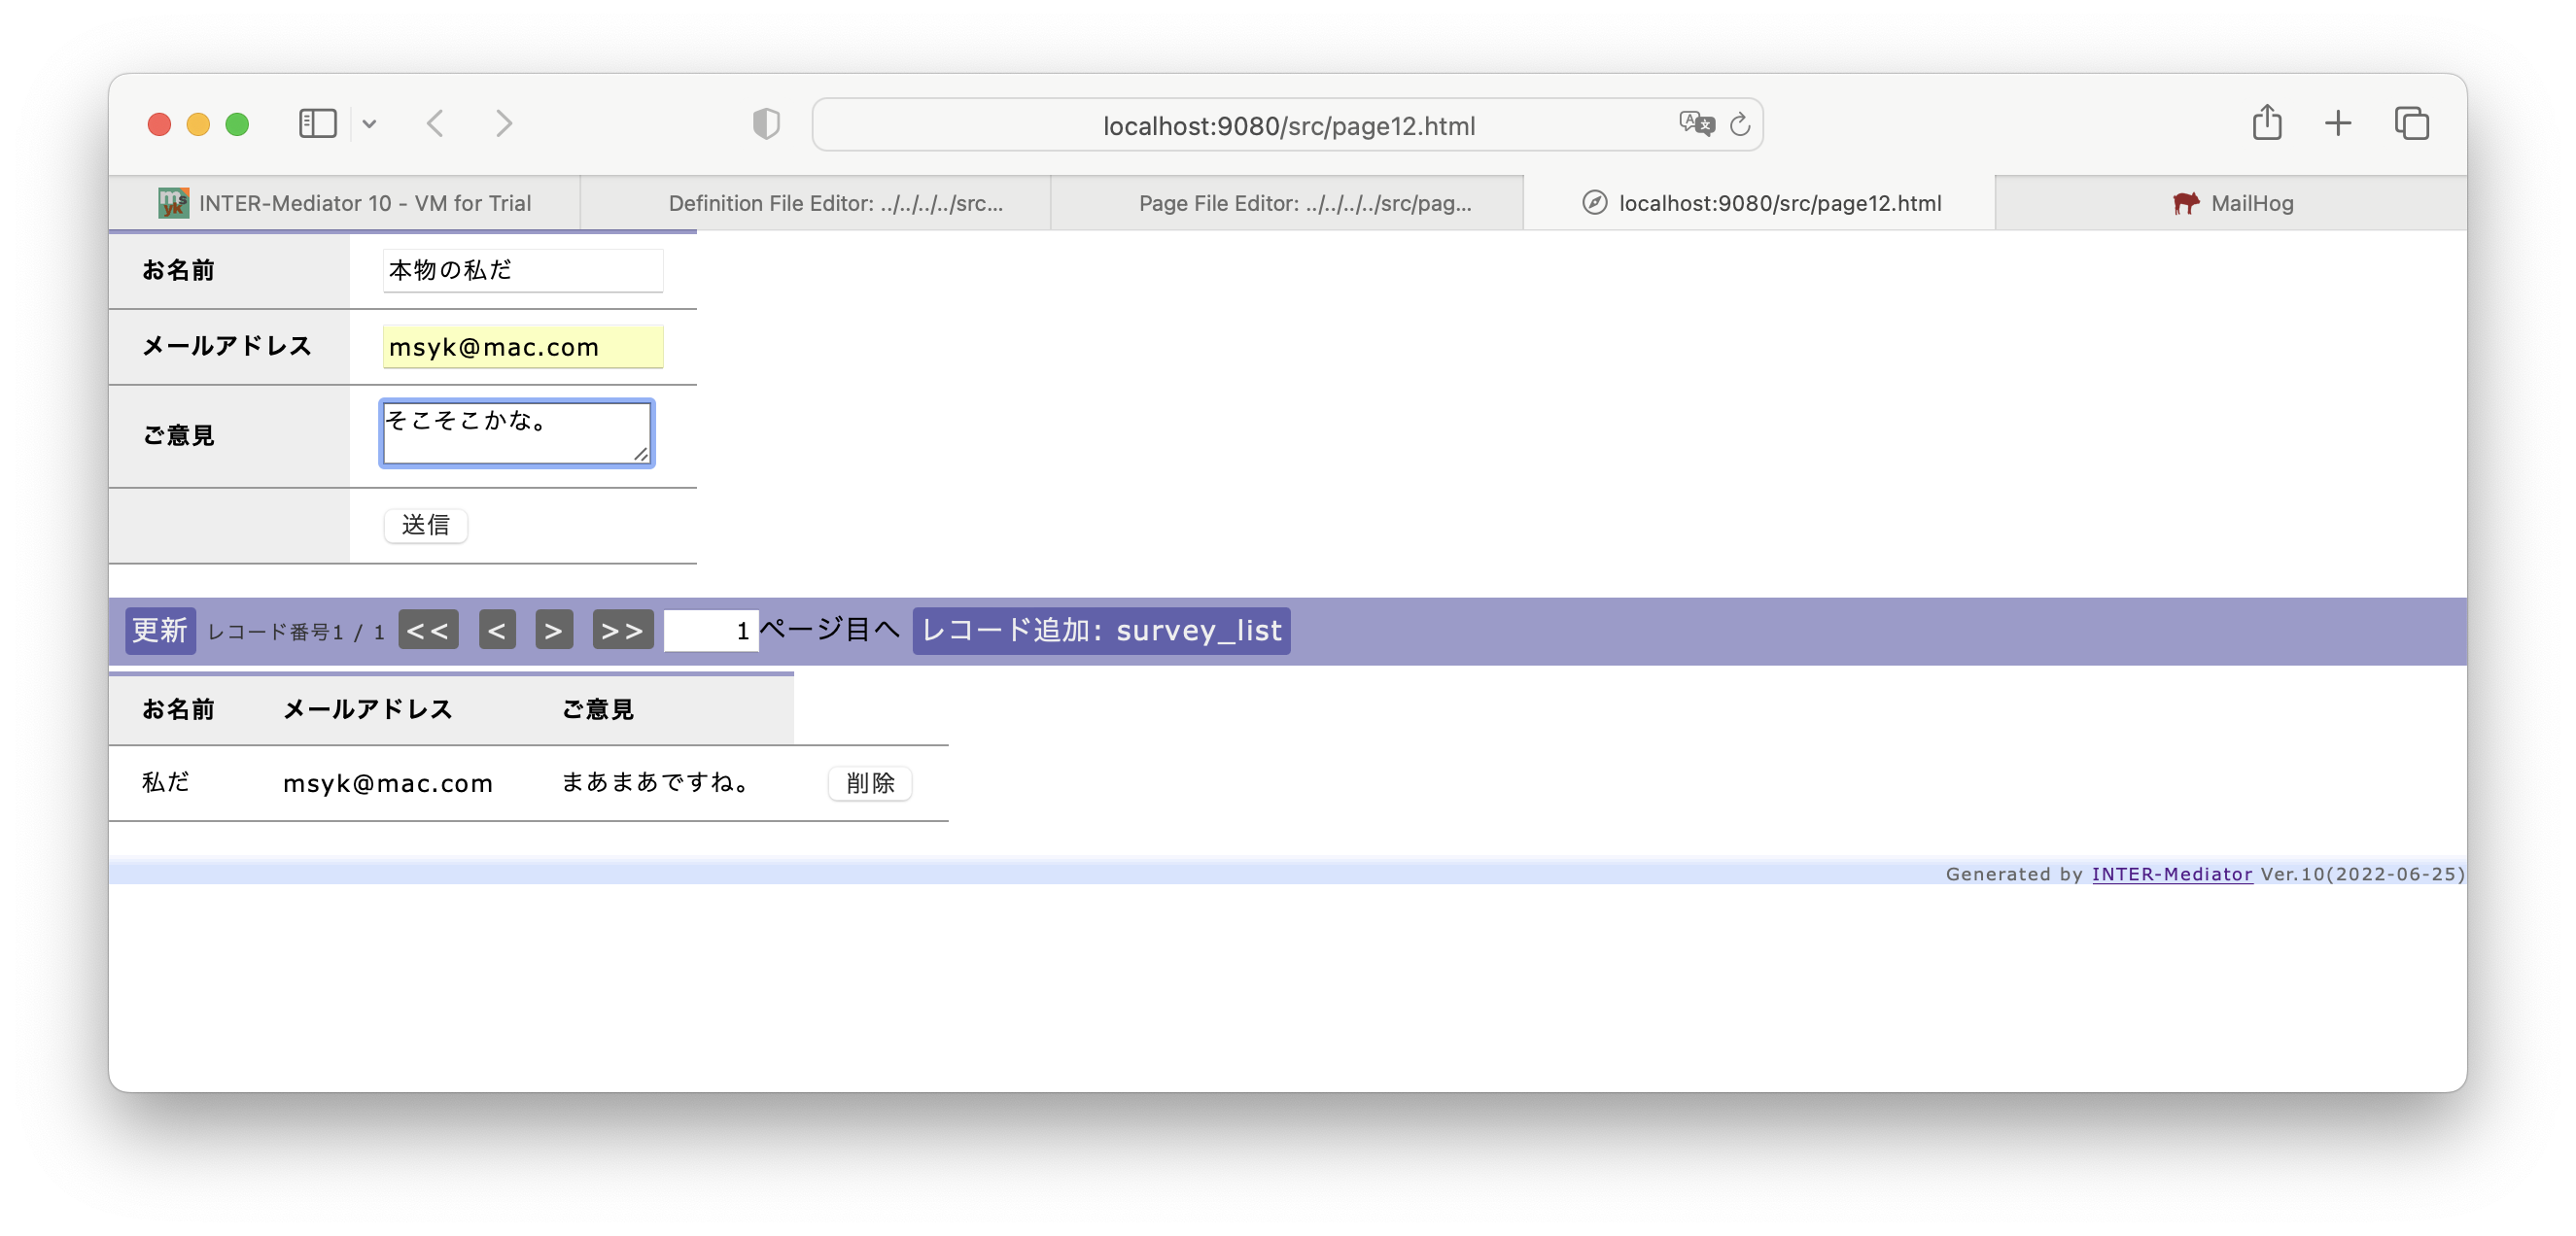 localhost:9080/src/page12.html
INTER-Mediator 10 - VM for Trial
Definition File Editor: ../../../../src...
Page File Editor: ../../../../src/pag...
localhost:9080/src/page12.html
MailHog
お名前 本物の私だ
メールアドレス msyk@mac.com
ご意見 そこそこかな。
送信
更新 レコード番号1 / 1 << < > >> 1 ページ目へ レコード追加: survey_list
お名前 メールアドレス ご意見
私だ msyk@mac.com まあまあですね。 削除
Generated by INTER-Mediator Ver.10(2022-06-25)